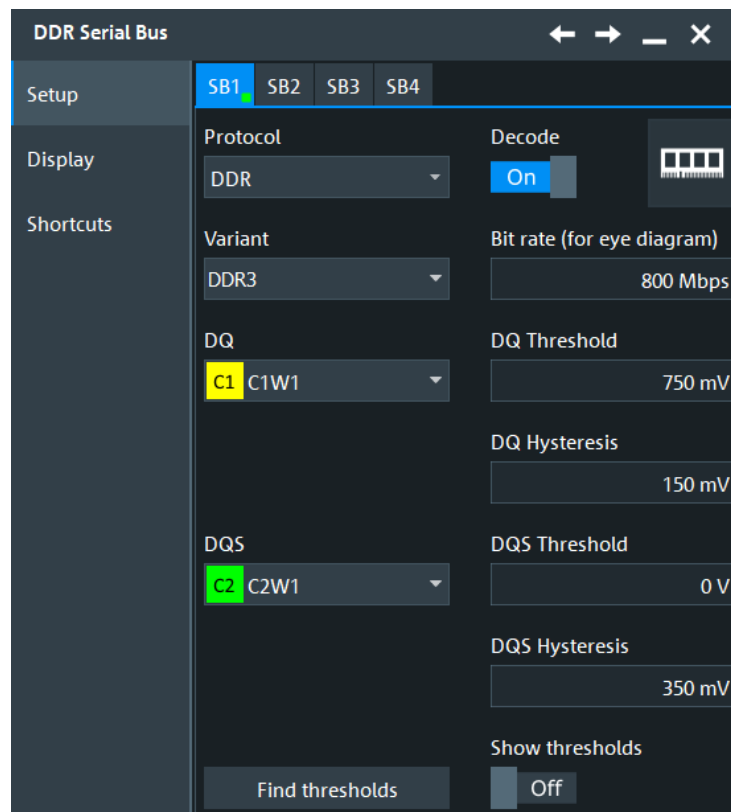 DDR Serial Bus
Setup
Display
Shortcuts
SB1 SB2 SB3 SB4
Protocol
DDR
Decode
On
Variant
DDR3
Bit rate (for eye diagram)
800 Mbps
DQ
C1 C1W1
DQ Threshold
750 mV
DQ Hysteresis
150 mV
DQS
C2 C2W1
DQS Threshold
0 V
DQS Hysteresis
350 mV
Find thresholds
Show thresholds
Off